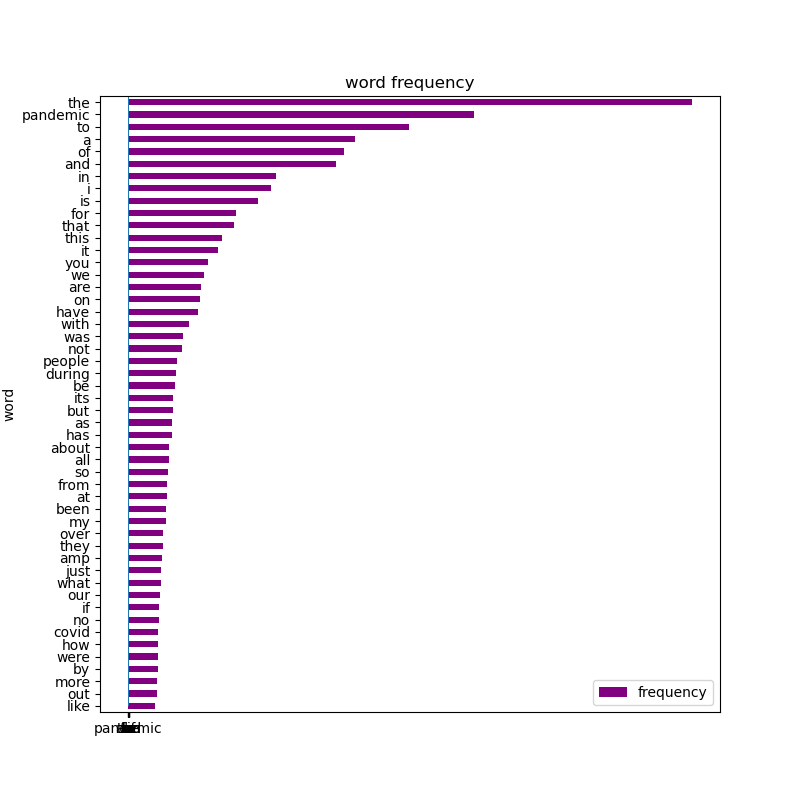 word frequency
the
pandemic
to
a
of
and
in
i
is
for
that
this
it
you
we
are
on
have
with
was
not
people
during
be
its
but
as
has
about
all
so
from
at
been
my
over
they
amp
just
what
our
if
no
covid
how
were
by
more
out
like
word
frequency